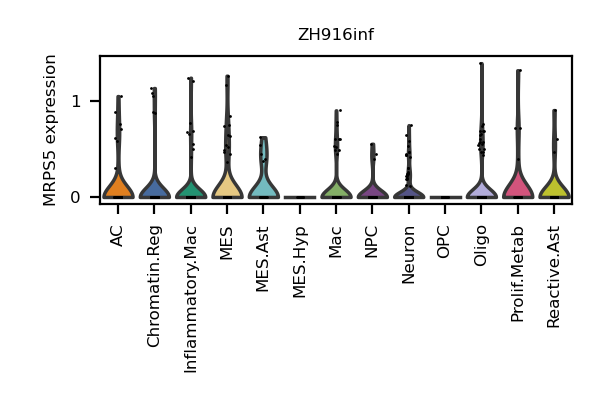 ZH916inf
MRPS5 expression
1
0
AC
Chromatin.Reg
Inflammatory.Mac
MES
MES.Ast
MES.Hyp
Mac
NPC
Neuron
OPC
Oligo
Prolif.Metab
Reactive.Ast